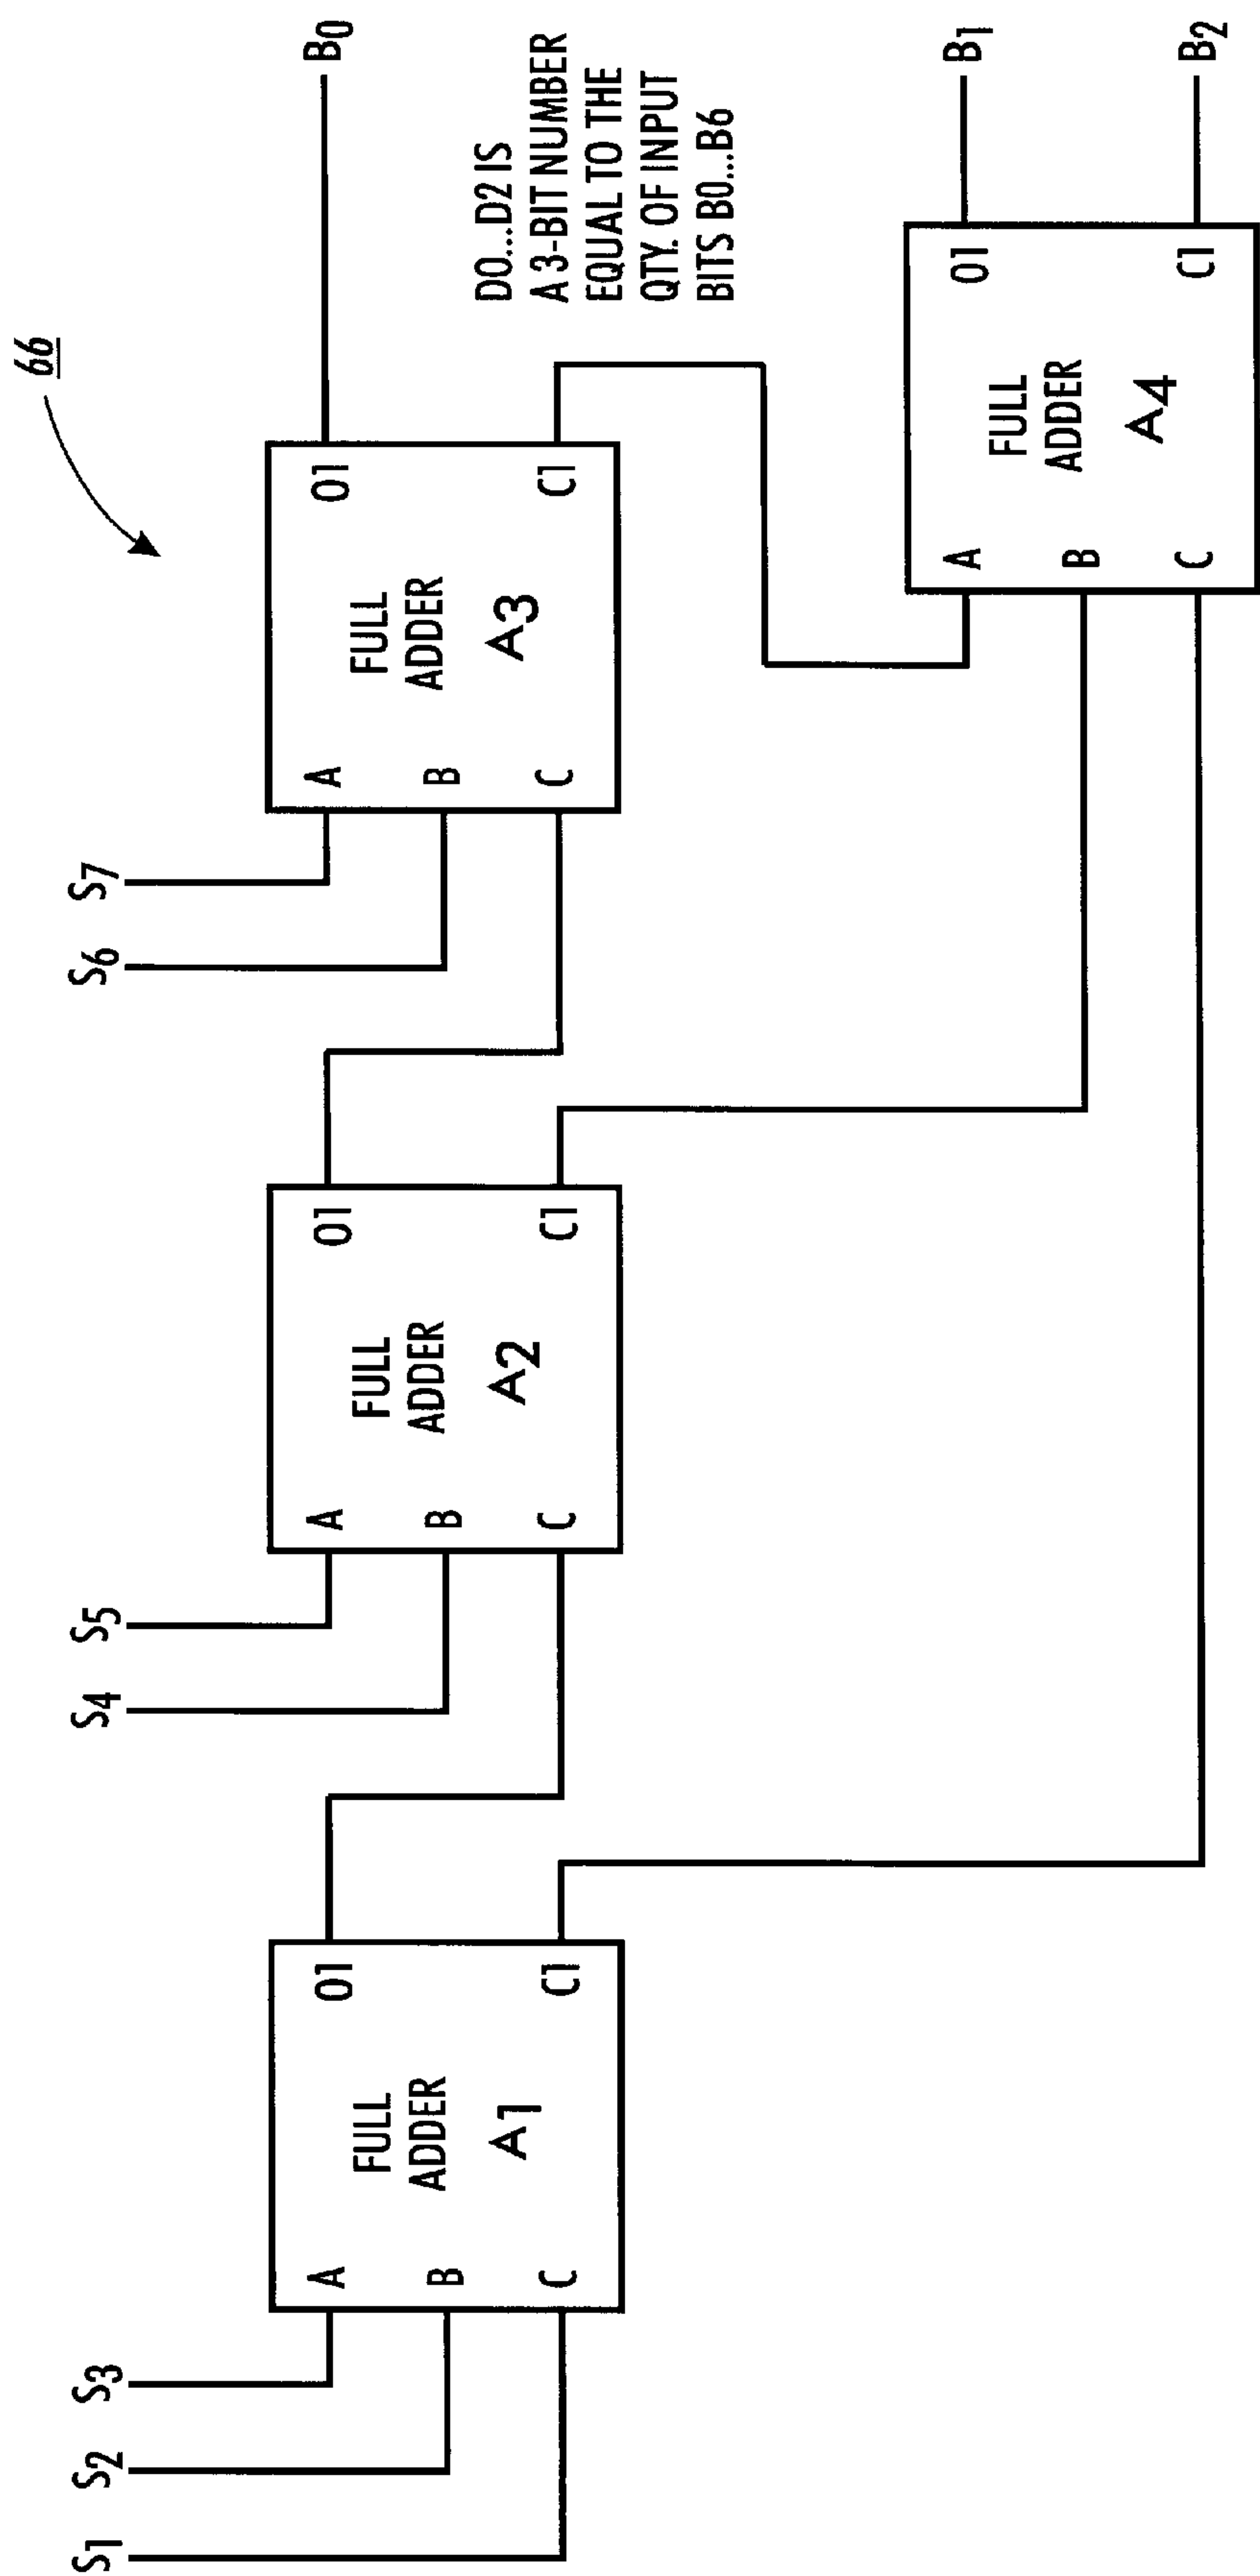 66
S1 S2 S3 S4 S5 S6 S7
A O1
B
C C1
FULL
ADDER
A1
A O1
B
C C1
FULL
ADDER
A2
A O1
B
C C1
FULL
ADDER
A3
B0
DO...D2 IS
A 3-BIT NUMBER
EQUAL TO THE
QTY. OF INPUT
BITS B0...B6
A O1
B
C C1
FULL
ADDER
A4
B1
B2